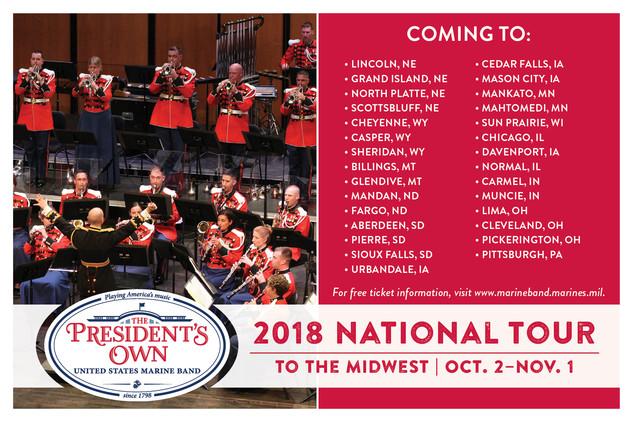 COMING TO:
• LINCOLN, NE
• GRAND ISLAND, NE
• NORTH PLATTE, NE
• SCOTTSBLUFF, NE
• CHEYENNE, WY
• CASPER, WY
• SHERIDAN, WY
• BILLINGS, MT
• GLENDIVE, MT
• MANDAN, ND
• FARGO, ND
• ABERDEEN, SD
• PIERRE, SD
• SIOUX FALLS, SD
• URBANDALE, IA
• CEDAR FALLS, IA
• MASON CITY, IA
• MANKATO, MN
• MAHTOMEDI, MN
• SUN PRAIRIE, WI
• CHICAGO, IL
• DAVENPORT, IA
• NORMAL, IL
• CARMEL, IN
• MUNCIE, IN
• LIMA, OH
• CLEVELAND, OH
• PICKERINGTON, OH
• PITTSBURGH, PA
For free ticket information, visit www.marineband.marines.mil.
Playing America's music
THE
PRESIDENT'S
OWN
UNITED STATES MARINE BAND
since 1798
2018 NATIONAL TOUR
TO THE MIDWEST | OCT. 2–NOV. 1